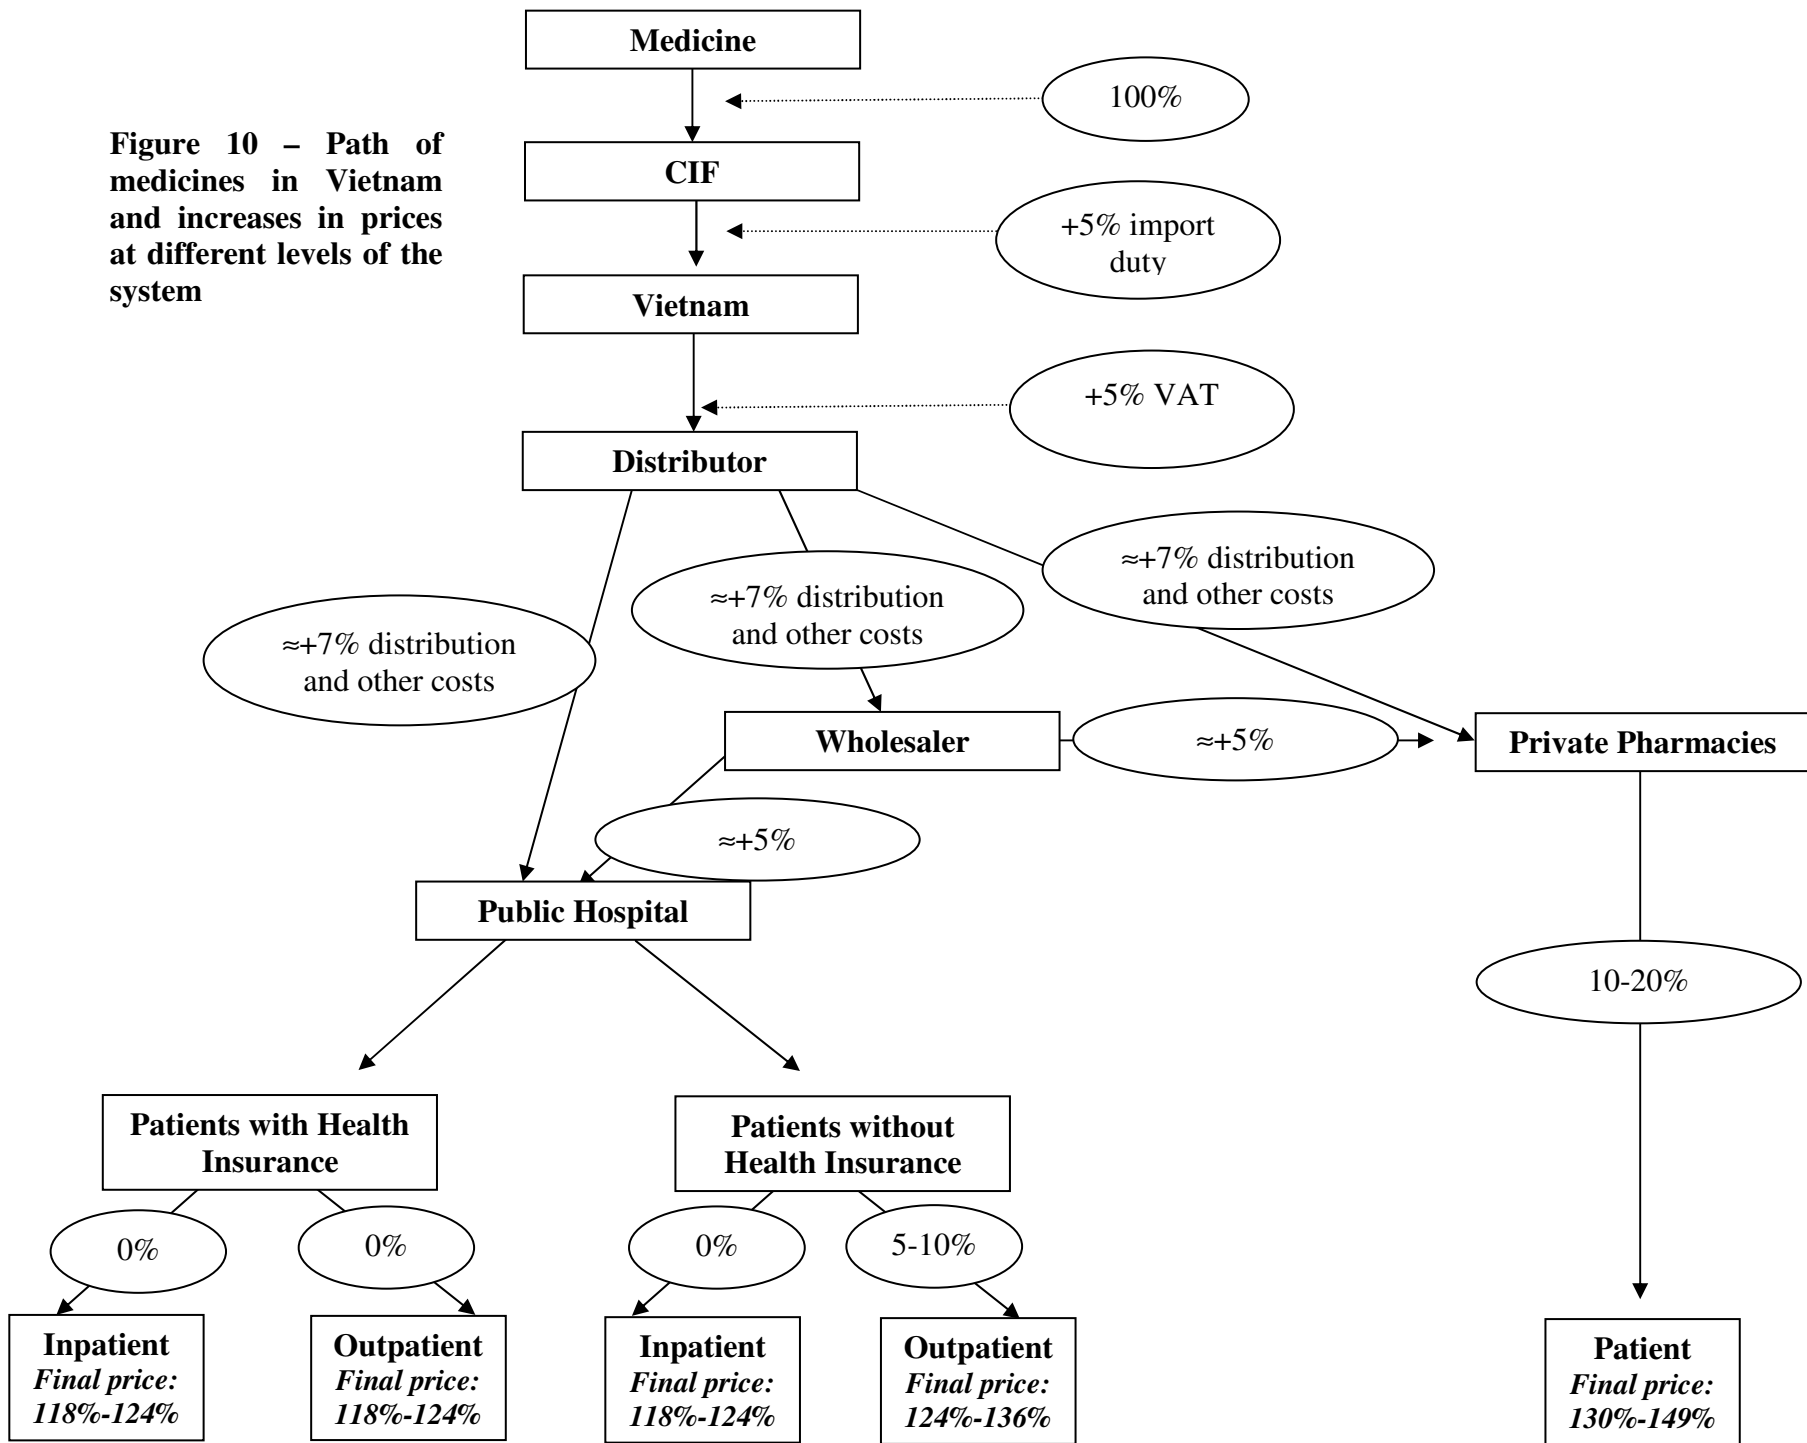 Medicine
100%
Figure 10 – Path of
medicines in Vietnam
and increases in prices
at different levels of the
system
CIF
+5% import
duty
Vietnam
+5% VAT
Distributor
≈+7% distribution
and other costs
≈+7% distribution
and other costs
≈+7% distribution
and other costs
Wholesaler
≈+5%
Private Pharmacies
≈+5%
Public Hospital
10-20%
Patients with Health
Insurance
Patients without
Health Insurance
0%
0%
0%
5-10%
Inpatient
Final price:
118%-124%
Outpatient
Final price:
118%-124%
Inpatient
Final price:
118%-124%
Outpatient
Final price:
124%-136%
Patient
Final price:
130%-149%